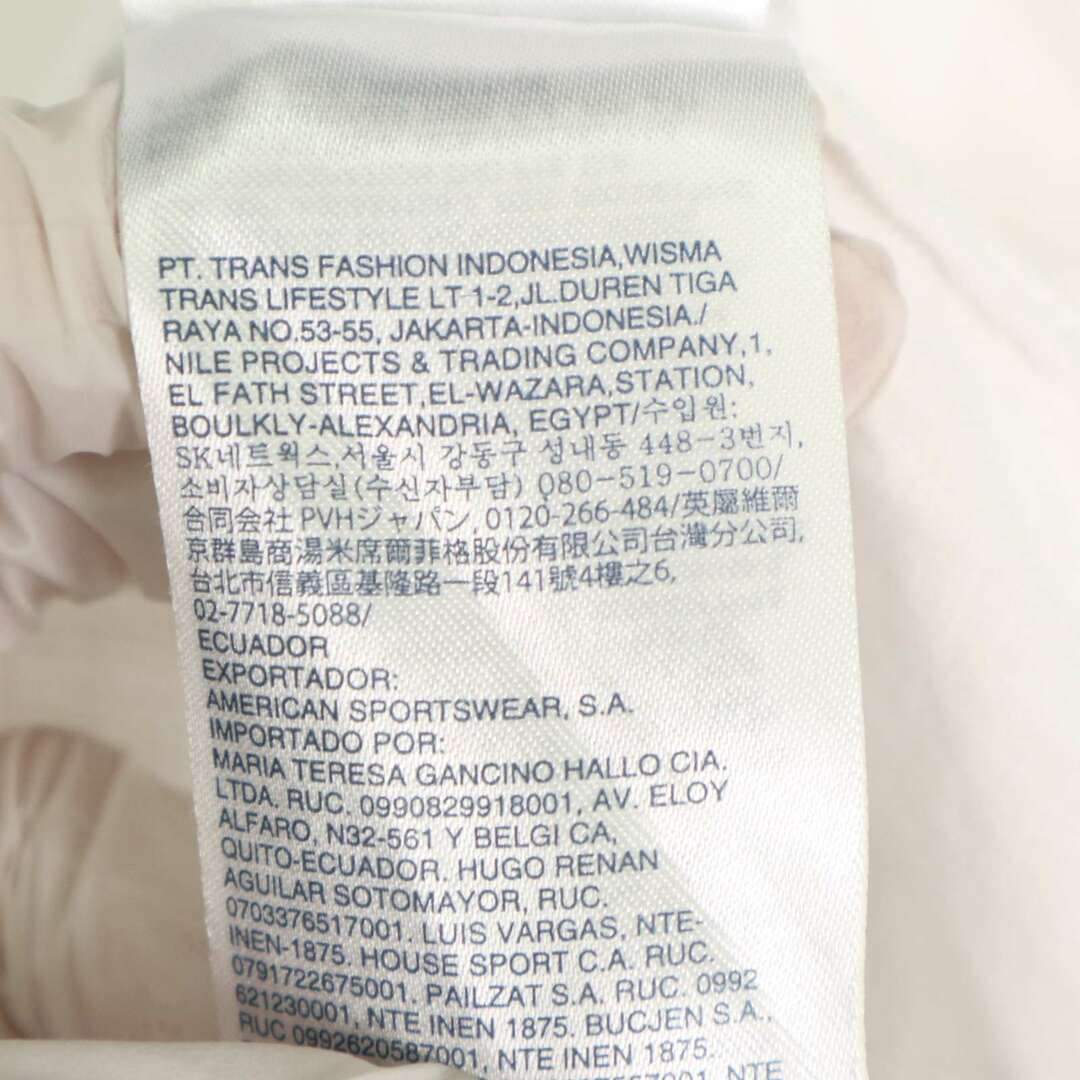 PT. TRANS FASHION INDONESIA,WISMA
TRANS LIFESTYLE LT 1-2,JL.DUREN TIGA
RAYA NO.53-55, JAKARTA-INDONESIA./
NILE PROJECTS & TRADING COMPANY,1,
EL FATH STREET,EL-WAZARA,STATION,
BOULKLY-ALEXANDRIA, EGYPT/수입원:
SK네트웍스,서울시 강동구 성내동 448-3번지,
소비자상담실(수신자부담) 080-519-0700/
合同会社 PVHジャパン, 0120-266-484/英屬維爾
京群島商湯米席爾菲格股份有限公司台灣分公司,
台北市信義區基隆路一段141號4樓之6,
02-7718-5088/
ECUADOR
EXPORTADOR:
AMERICAN SPORTSWEAR, S.A.
IMPORTADO POR:
MARIA TERESA GANCINO HALLO CIA.
LTDA. RUC. 0990829918001, AV. ELOY
ALFARO, N32-561 Y BELGI CA,
QUITO-ECUADOR. HUGO RENAN
AGUILAR SOTOMAYOR, RUC.
0703376517001. LUIS VARGAS, NTE-
INEN-1875. HOUSE SPORT C.A. RUC.
0791722675001. PAILZAT S.A. RUC. 0992
621230001, NTE INEN 1875. BUCJEN S.A.,
RUC 0992620587001, NTE INEN 1875.
NTE